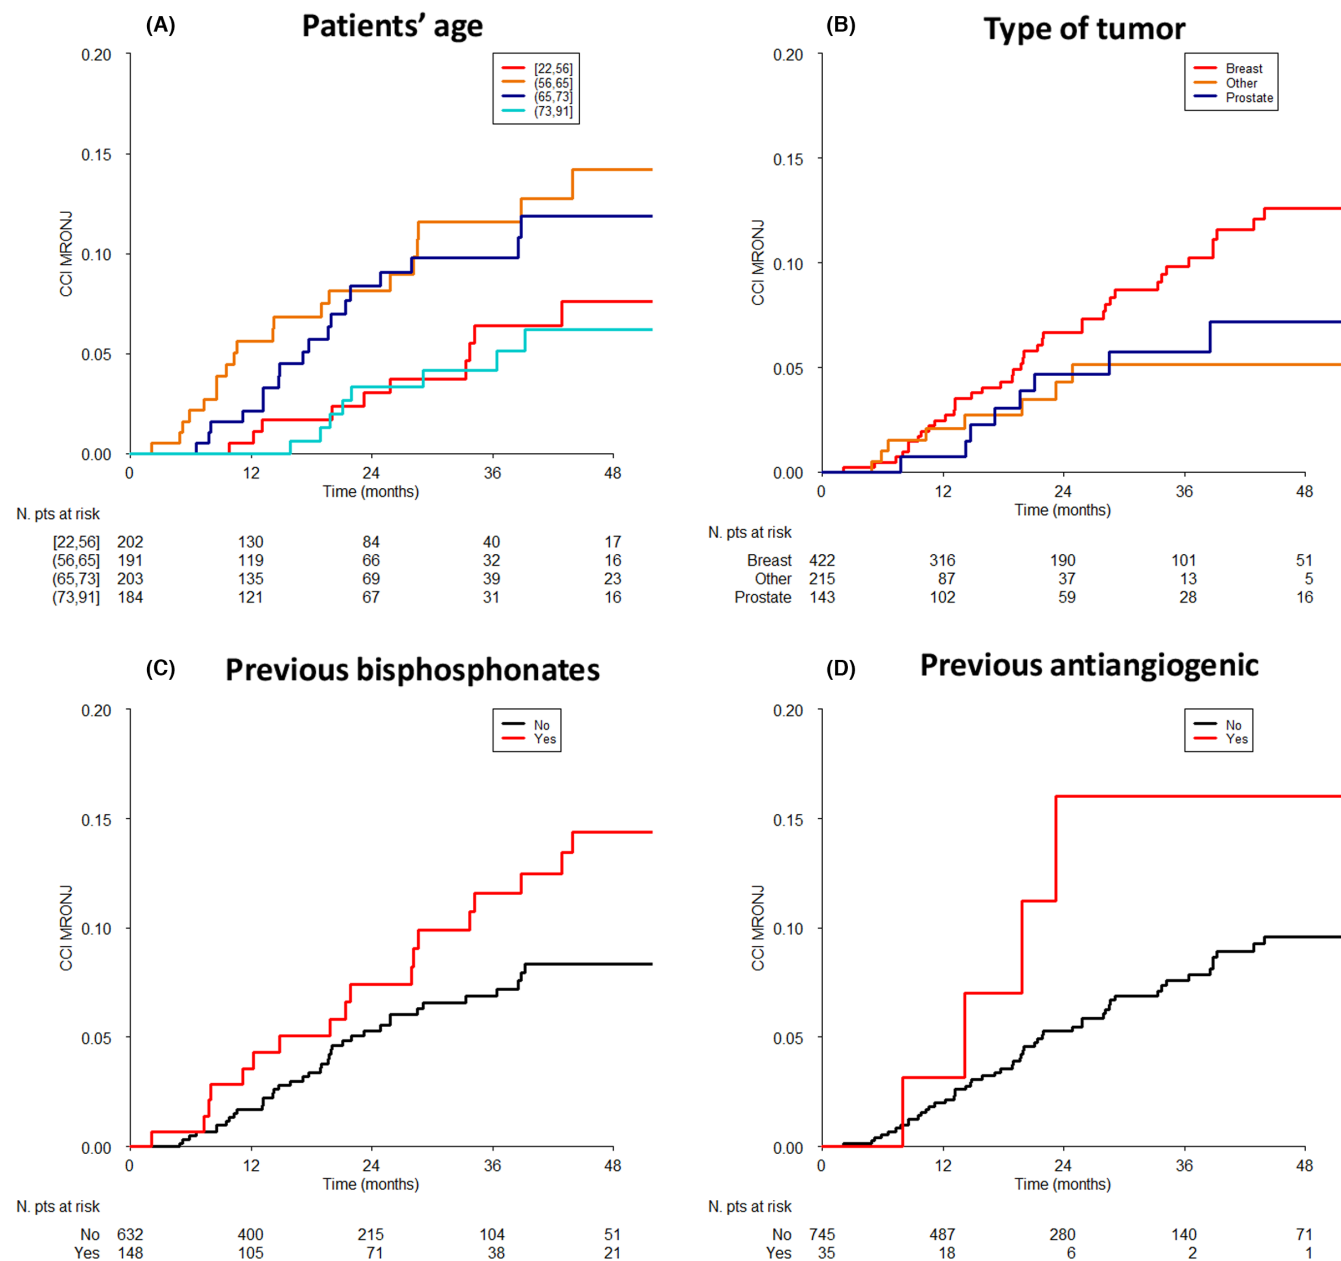 (A) Patients' age
0.20
0.15
0.10
0.05
0.00
CCI MRONJ
[22,56]
(56,65]
(65,73]
(73,91]
0 12 24 36 48
Time (months)
N. pts at risk
[22,56] 202 130 84 40 17
(56,65] 191 119 66 32 16
(65,73] 203 135 69 39 23
(73,91] 184 121 67 31 16
(B) Type of tumor
0.20
0.15
0.10
0.05
0.00
CCI MRONJ
Breast
Other
Prostate
0 12 24 36 48
Time (months)
N. pts at risk
Breast 422 316 190 101 51
Other 215 87 37 13 5
Prostate 143 102 59 28 16
(C) Previous bisphosphonates
0.20
0.15
0.10
0.05
0.00
CCI MRONJ
No
Yes
0 12 24 36 48
Time (months)
N. pts at risk
No 632 400 215 104 51
Yes 148 105 71 38 21
(D) Previous antiangiogenic
0.20
0.15
0.10
0.05
0.00
CCI MRONJ
No
Yes
0 12 24 36 48
Time (months)
N. pts at risk
No 745 487 280 140 71
Yes 35 18 6 2 1